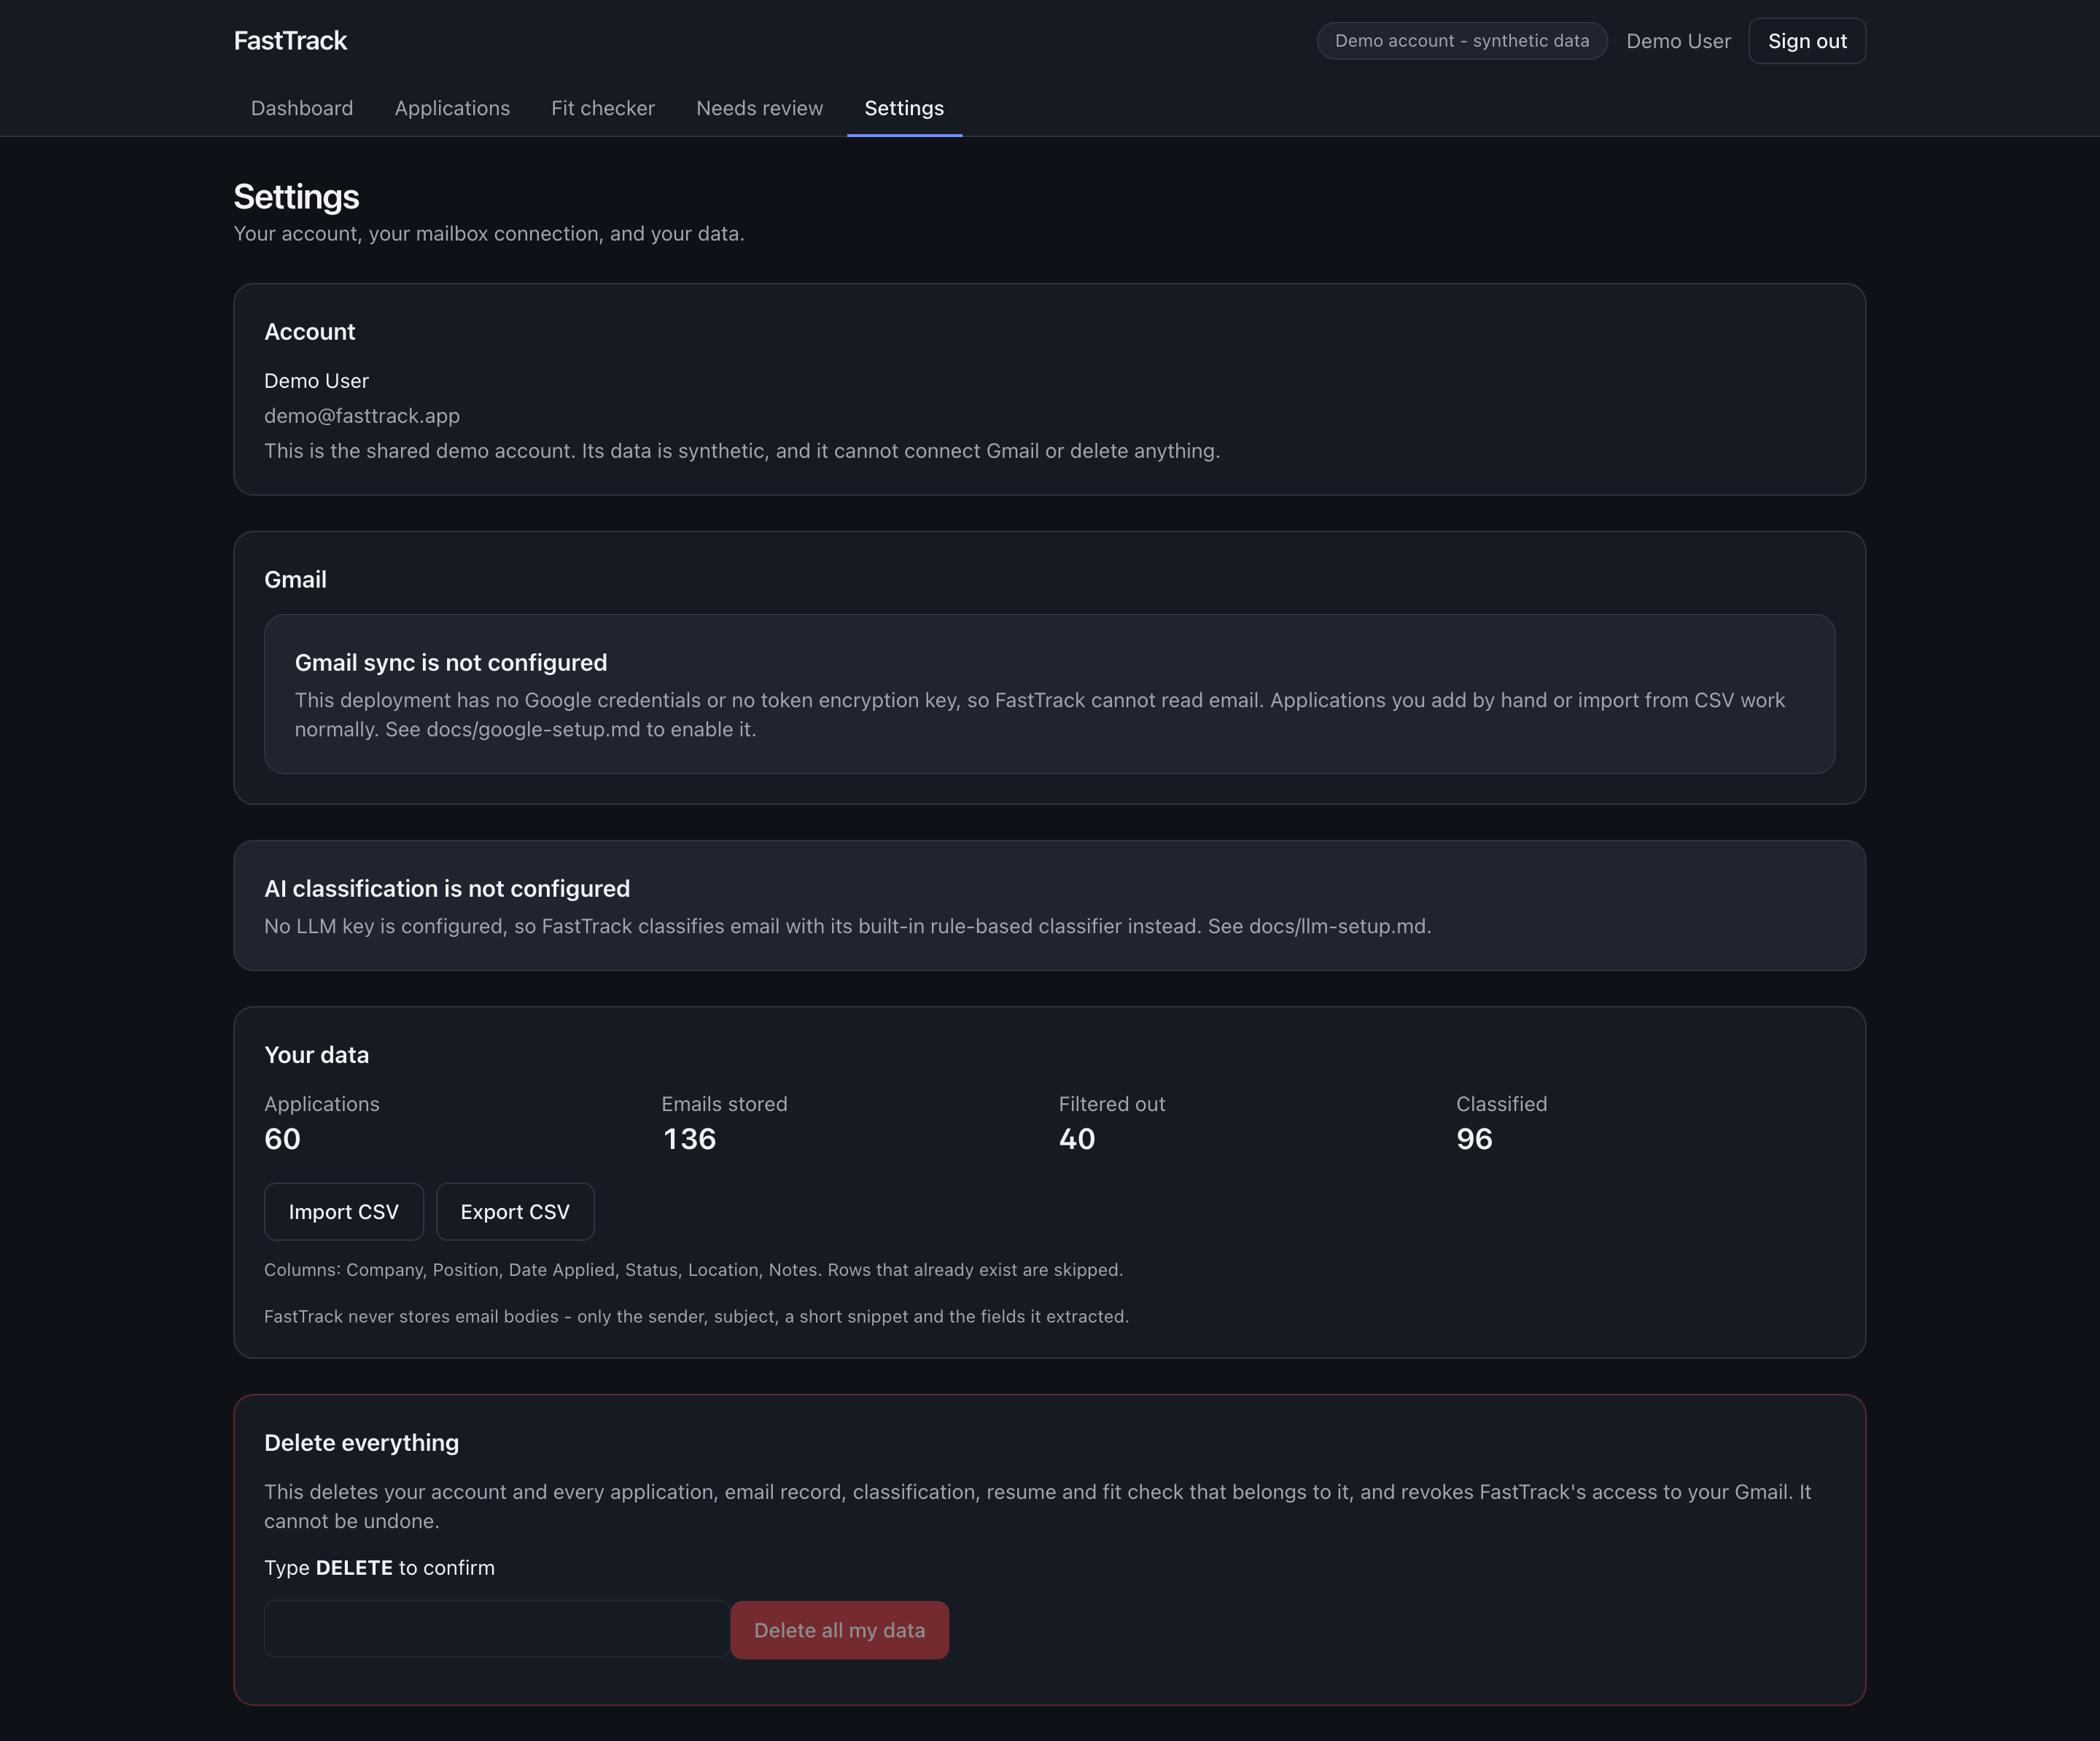 FastTrack
Demo account - synthetic data
Demo User
Sign out
Dashboard
Applications
Fit checker
Needs review
Settings
Settings
Your account, your mailbox connection, and your data.
Account
Demo User
demo@fasttrack.app
This is the shared demo account. Its data is synthetic, and it cannot connect Gmail or delete anything.
Gmail
Gmail sync is not configured
This deployment has no Google credentials or no token encryption key, so FastTrack cannot read email. Applications you add by hand or import from CSV work
normally. See docs/google-setup.md to enable it.
AI classification is not configured
No LLM key is configured, so FastTrack classifies email with its built-in rule-based classifier instead. See docs/llm-setup.md.
Your data
Applications
60
Emails stored
136
Filtered out
40
Classified
96
Import CSV
Export CSV
Columns: Company, Position, Date Applied, Status, Location, Notes. Rows that already exist are skipped.
FastTrack never stores email bodies - only the sender, subject, a short snippet and the fields it extracted.
Delete everything
This deletes your account and every application, email record, classification, resume and fit check that belongs to it, and revokes FastTrack's access to your Gmail. It
cannot be undone.
Type DELETE to confirm
Delete all my data